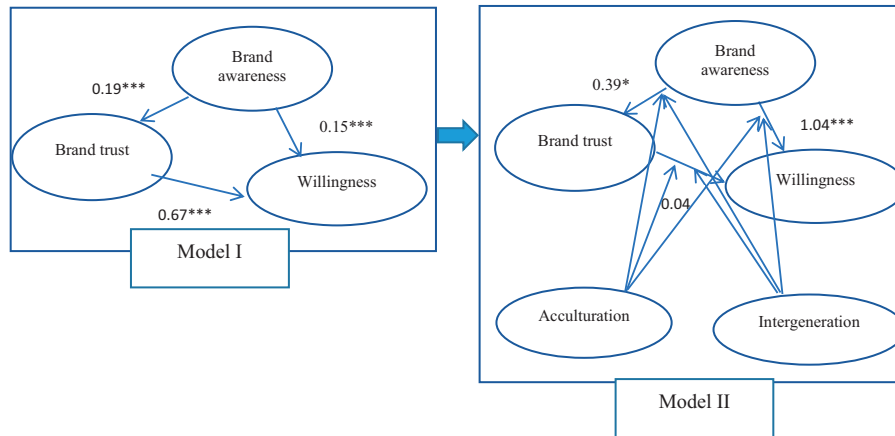 Brand
awareness
0.19***
0.15***
Brand trust
Willingness
0.67***
Model I
Brand
awareness
0.39*
1.04***
Brand trust
Willingness
0.04
Acculturation
Intergeneration
Model II